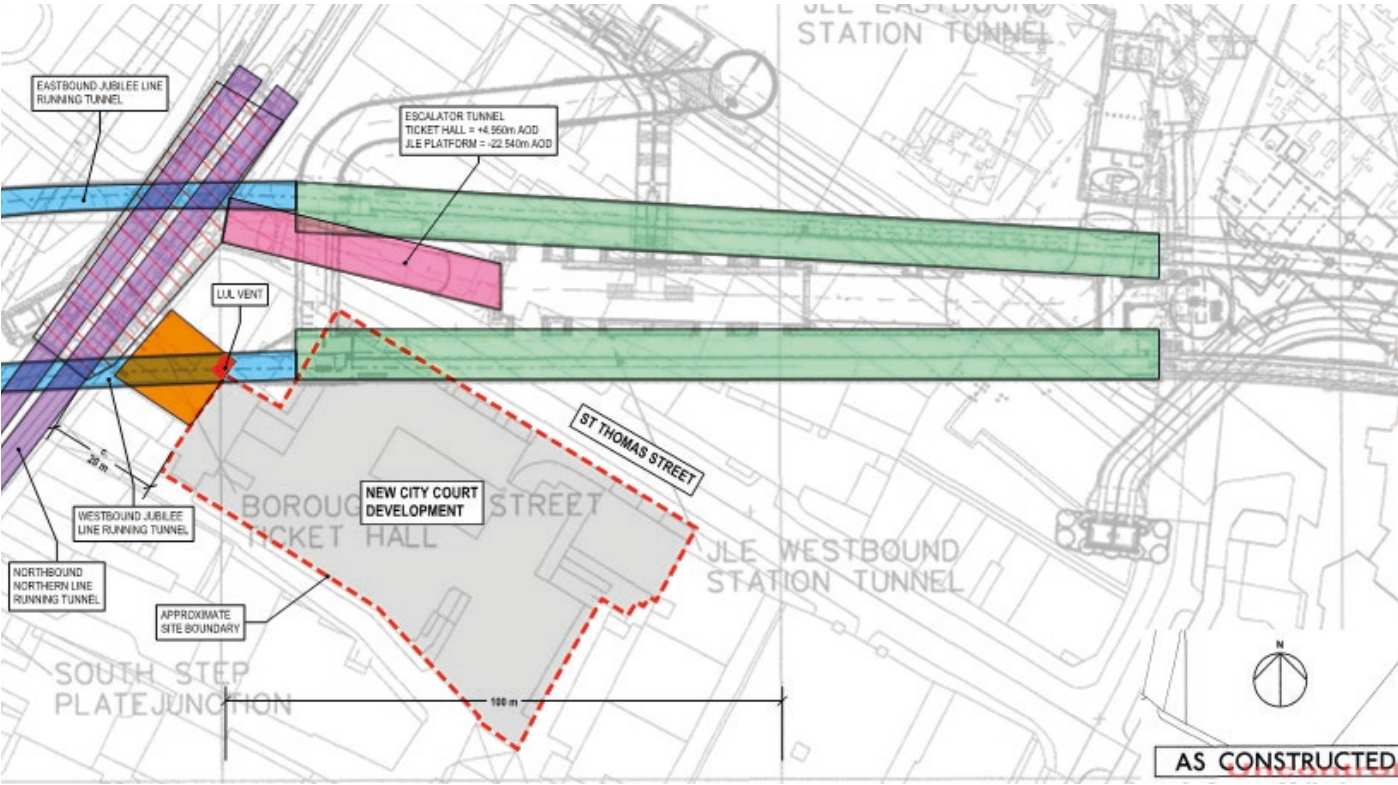 JLE EASTBOUND
STATION TUNNEL
EASTBOUND JUBILEE LINE
RUNNING TUNNEL
ESCALATOR TUNNEL
TICKET HALL = +4.950m AOD
JLE PLATFORM = -22.540m AOD
LUL VENT
ST THOMAS STREET
20 m
NEW CITY COURT
DEVELOPMENT
BOROUG STREET
TICKET HALL
WESTBOUND JUBILEE
LINE RUNNING TUNNEL
JLE WESTBOUND
STATION TUNNEL
NORTHBOUND
NORTHERN LINE
RUNNING TUNNEL
APPROXIMATE
SITE BOUNDARY
SOUTH STEP
PLATEJUNCTION
100 m
N
AS CONSTRUCTED